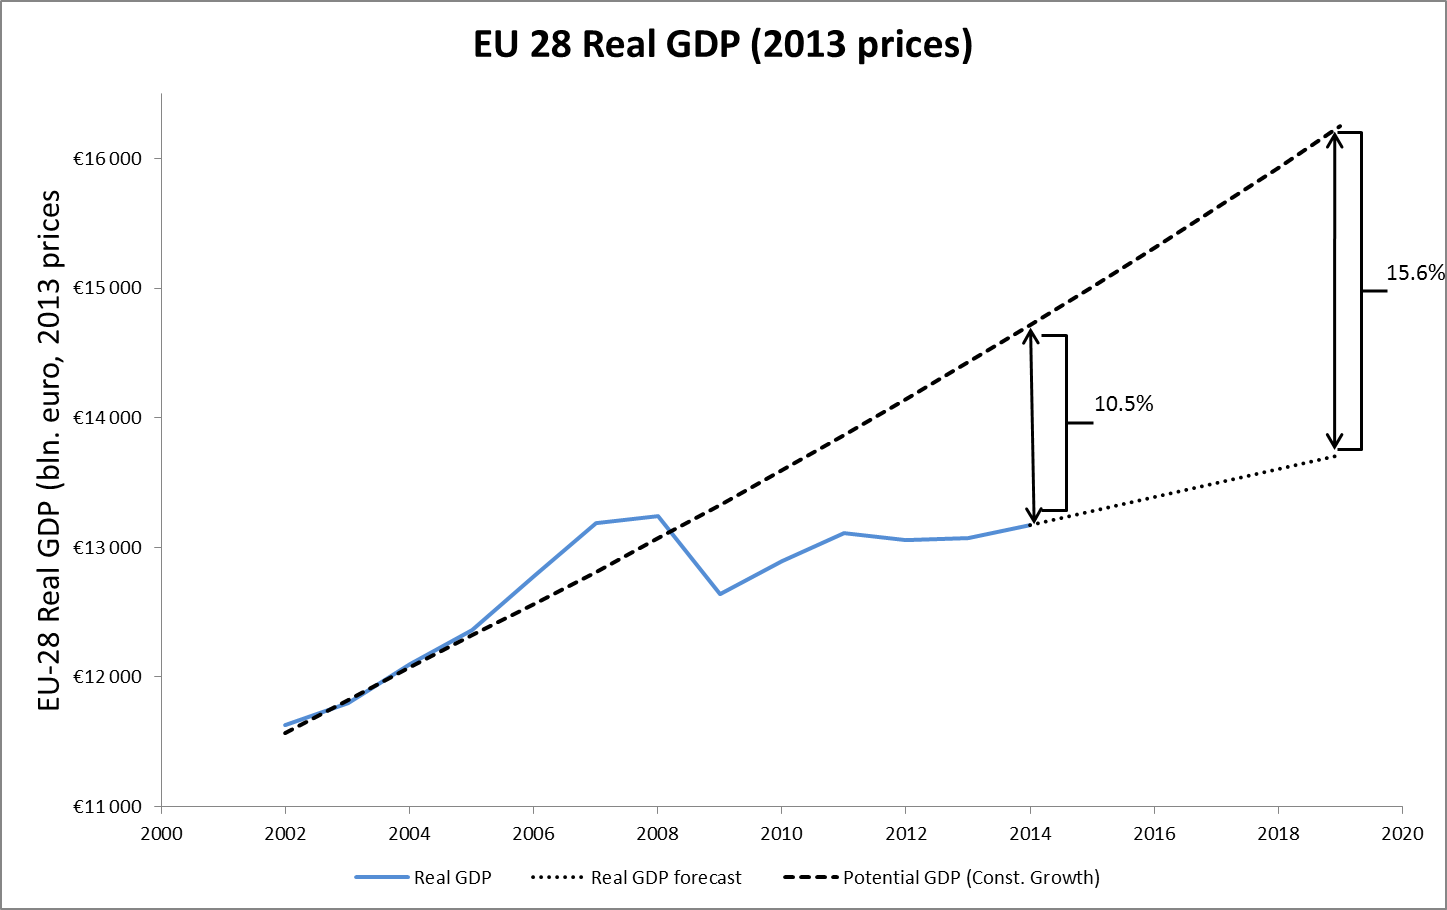 EU 28 Real GDP (2013 prices)
EU-28 Real GDP (bln. euro, 2013 prices
€16 000
€15 000
€14 000
€13 000
€12 000
€11 000
15.6%
10.5%
2000 2002 2004 2006 2008 2010 2012 2014 2016 2018 2020
Real GDP Real GDP forecast Potential GDP (Const. Growth)